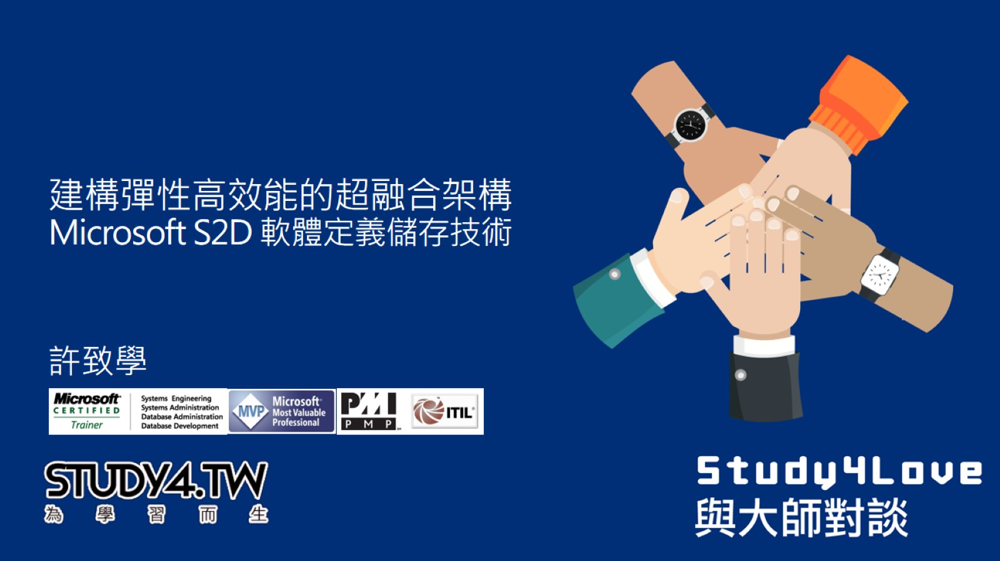 建構彈性高效能的超融合架構
Microsoft S2D 軟體定義儲存技術
許致學
Microsoft
CERTIFIED
Trainer
Systems Engineering
Systems Administration
Database Administration
Database Development
MVP
Microsoft®
Most Valuable
Professional
PMI
PMP
ITIL®
STUDY4.TW
為學習而生
Study4Love
與大師對談